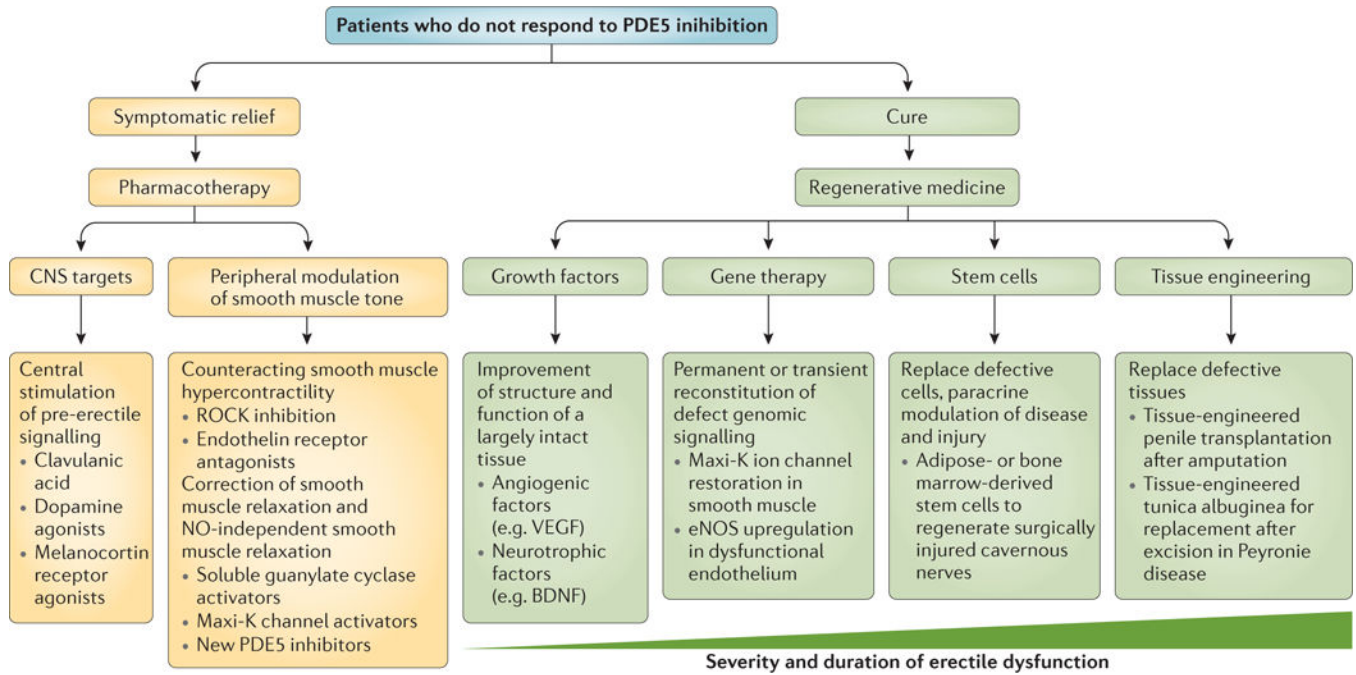 Patients who do not respond to PDE5 inihibition
Symptomatic relief
Cure
Pharmacotherapy
Regenerative medicine
CNS targets
Peripheral modulation
of smooth muscle tone
Growth factors
Gene therapy
Stem cells
Tissue engineering
Central
stimulation
of pre-erectile
signalling
• Clavulanic
acid
• Dopamine
agonists
• Melanocortin
receptor
agonists
Counteracting smooth muscle
hypercontractility
• ROCK inhibition
• Endothelin receptor
antagonists
Correction of smooth
muscle relaxation and
NO-independent smooth
muscle relaxation
• Soluble guanylate cyclase
activators
• Maxi-K channel activators
• New PDE5 inhibitors
Improvement
of structure and
function of a
largely intact
tissue
• Angiogenic
factors
(e.g. VEGF)
• Neurotrophic
factors
(e.g. BDNF)
Permanent or transient
reconstitution of
defect genomic
signalling
• Maxi-K ion channel
restoration in
smooth muscle
• eNOS upregulation
in dysfunctional
endothelium
Replace defective
cells, paracrine
modulation of disease
and injury
• Adipose- or bone
marrow-derived
stem cells to
regenerate surgically
injured cavernous
nerves
Replace defective
tissues
• Tissue-engineered
penile transplantation
after amputation
• Tissue-engineered
tunica albuginea for
replacement after
excision in Peyronie
disease
Severity and duration of erectile dysfunction